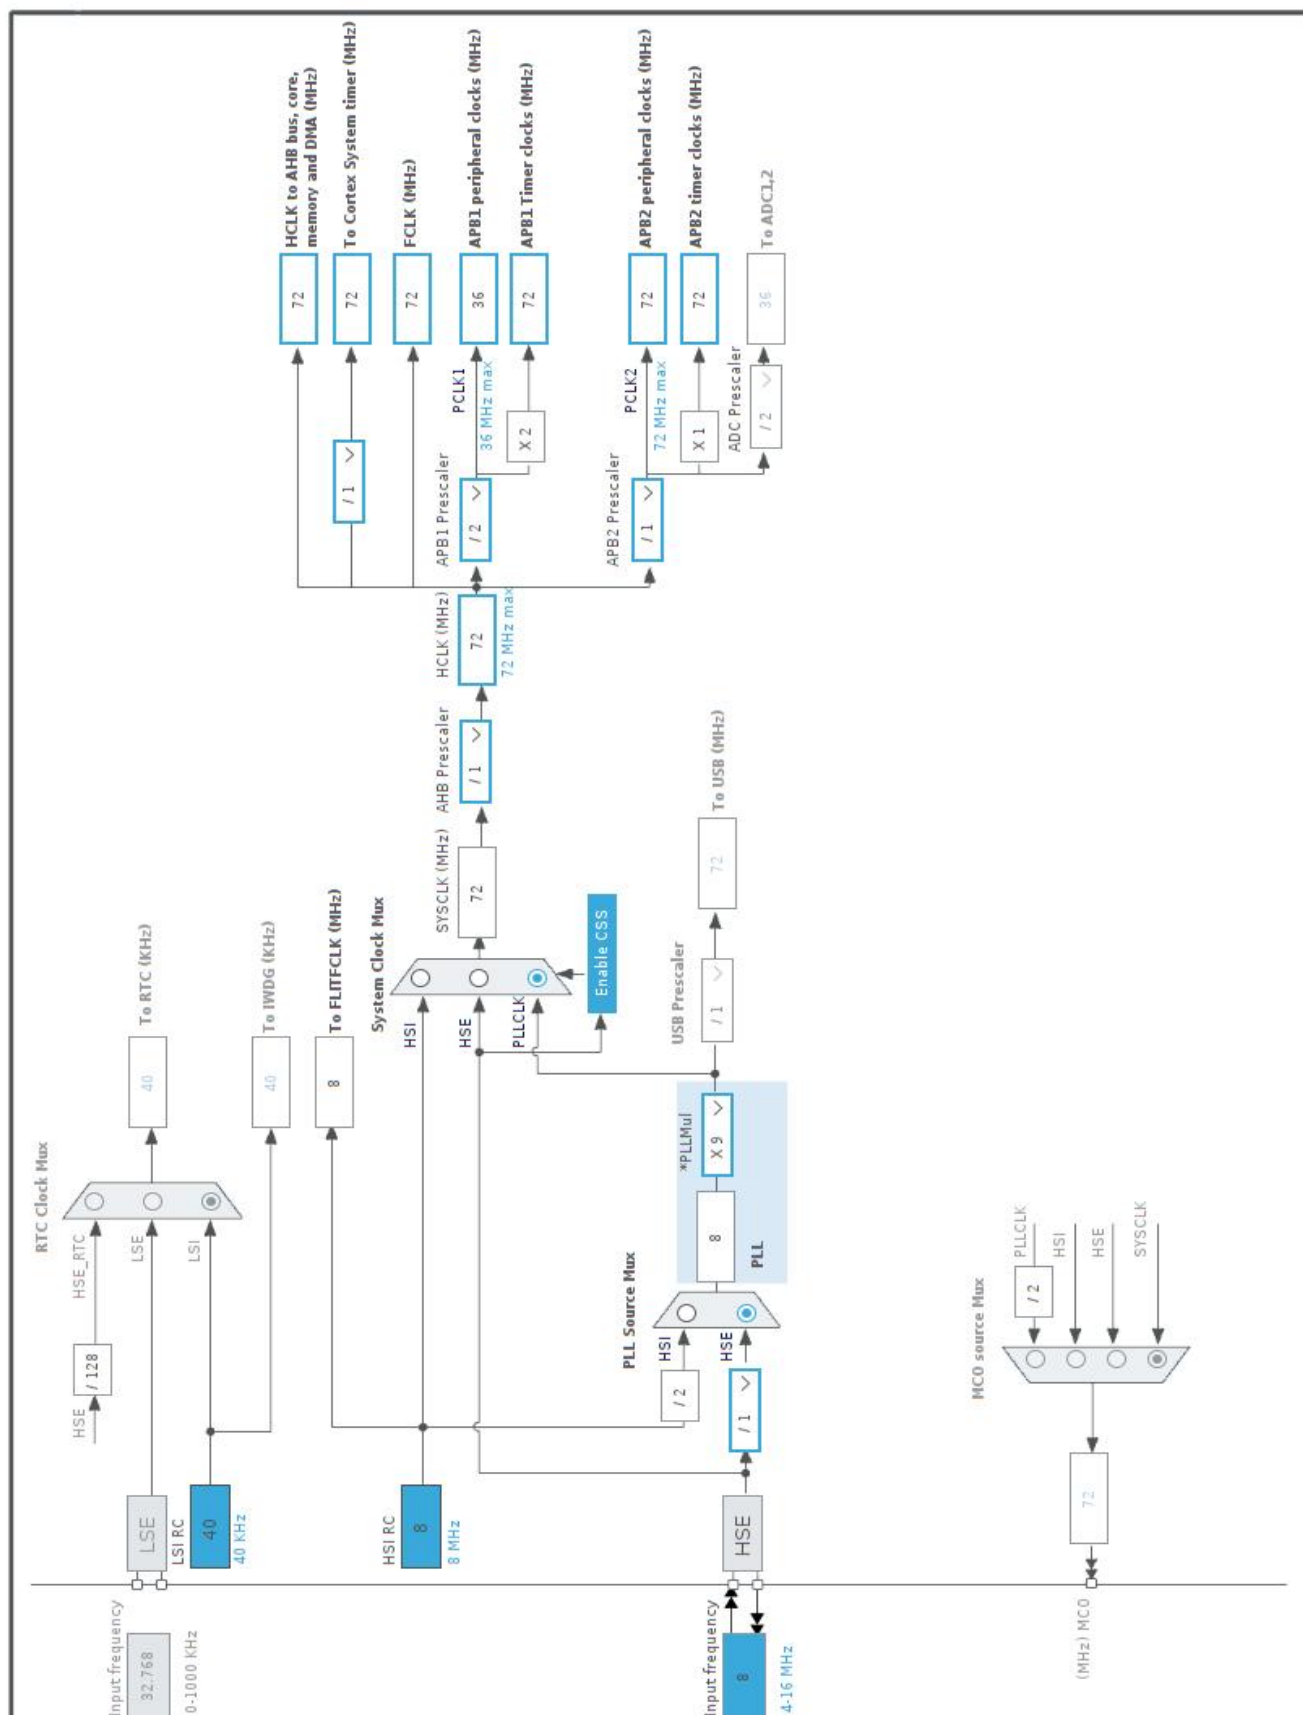 Input frequency
32.768
0-1000 KHz
LSE
LSI RC
40
40 KHz
HSE
/ 128
HSE_RTC
LSE
LSI
RTC Clock Mux
40
To RTC (KHz)
40
To IWDG (KHz)
8
To FLITFCLK (MHz)
HSI RC
8
8 MHz
Input frequency
8
4-16 MHz
HSE
/ 1
/ 2
HSI
HSE
PLL Source Mux
8
*PLLMul
X 9
PLL
USB Prescaler
/ 1
72
To USB (MHz)
System Clock Mux
HSI
HSE
PLLCLK
Enable CSS
SYSCLK (MHz)
72
AHB Prescaler
/ 1
HCLK (MHz)
72
72 MHz max
/ 1
APB1 Prescaler
/ 2
PCLK1
36 MHz max
X 2
APB2 Prescaler
/ 1
PCLK2
72 MHz max
X 1
ADC Prescaler
/ 2
72
HCLK to AHB bus, core,
memory and DMA (MHz)
72
To Cortex System timer (MHz)
72
FCLK (MHz)
36
APB1 peripheral clocks (MHz)
72
APB1 Timer clocks (MHz)
72
APB2 peripheral clocks (MHz)
72
APB2 timer clocks (MHz)
36
To ADC1,2
MCO source Mux
PLLCLK
/ 2
HSI
HSE
SYSCLK
72
(MHz) MCO